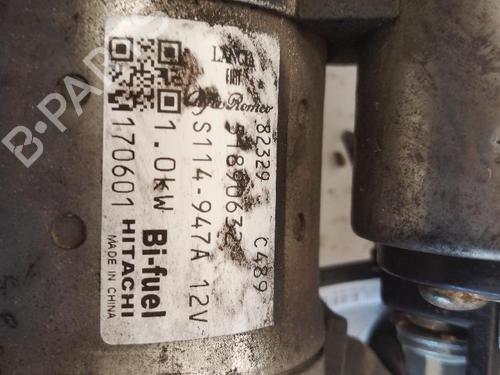 LANCIA
FIAT
Alfa Romeo
82329 C489
51890632
S114-947A 12V
1.0kW Bi-fuel
170601 HITACHI
MADE IN CHINA
B-PARTS